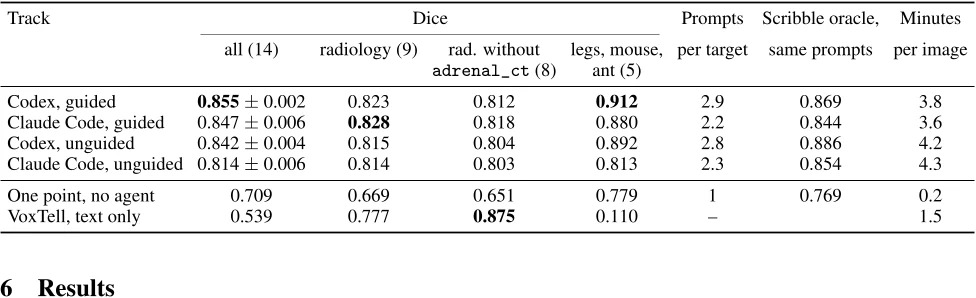 Track Dice Prompts Scribble oracle, Minutes
all (14) radiology (9) rad. without legs, mouse, per target same prompts per image
adrenal_ct (8) ant (5)
Codex, guided 0.855 ± 0.002 0.823 0.812 0.912 2.9 0.869 3.8
Claude Code, guided 0.847 ± 0.006 0.828 0.818 0.880 2.2 0.844 3.6
Codex, unguided 0.842 ± 0.004 0.815 0.804 0.892 2.8 0.886 4.2
Claude Code, unguided 0.814 ± 0.006 0.814 0.803 0.813 2.3 0.854 4.3
One point, no agent 0.709 0.669 0.651 0.779 1 0.769 0.2
VoxTell, text only 0.539 0.777 0.875 0.110 – 1.5
6 Results